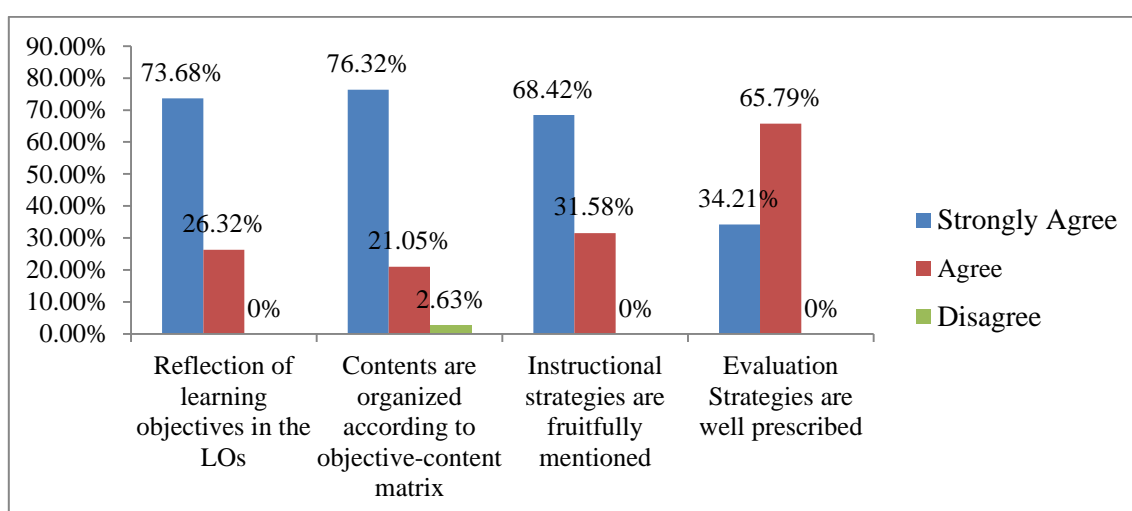 90.00%
80.00%
70.00%
60.00%
50.00%
40.00%
30.00%
20.00%
10.00%
0.00%
73.68%
26.32%
0%
76.32%
21.05%
2.63%
68.42%
31.58%
0%
34.21%
65.79%
0%
Reflection of
learning
objectives in the
LOs
Contents are
organized
according to
objective-content
matrix
Instructional
strategies are
fruitfully
mentioned
Evaluation
Strategies are
well prescribed
Strongly Agree
Agree
Disagree